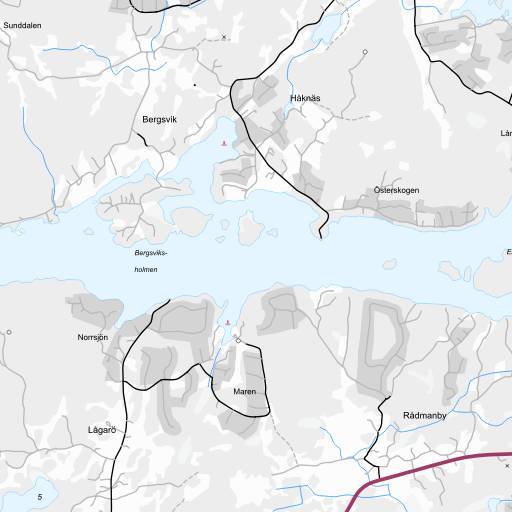 Sunddalen
Håknäs
Bergsvik
Österskogen
Bergsviks-
holmen
Norrsjön
Maren
Rådmanby
Lågarö
5